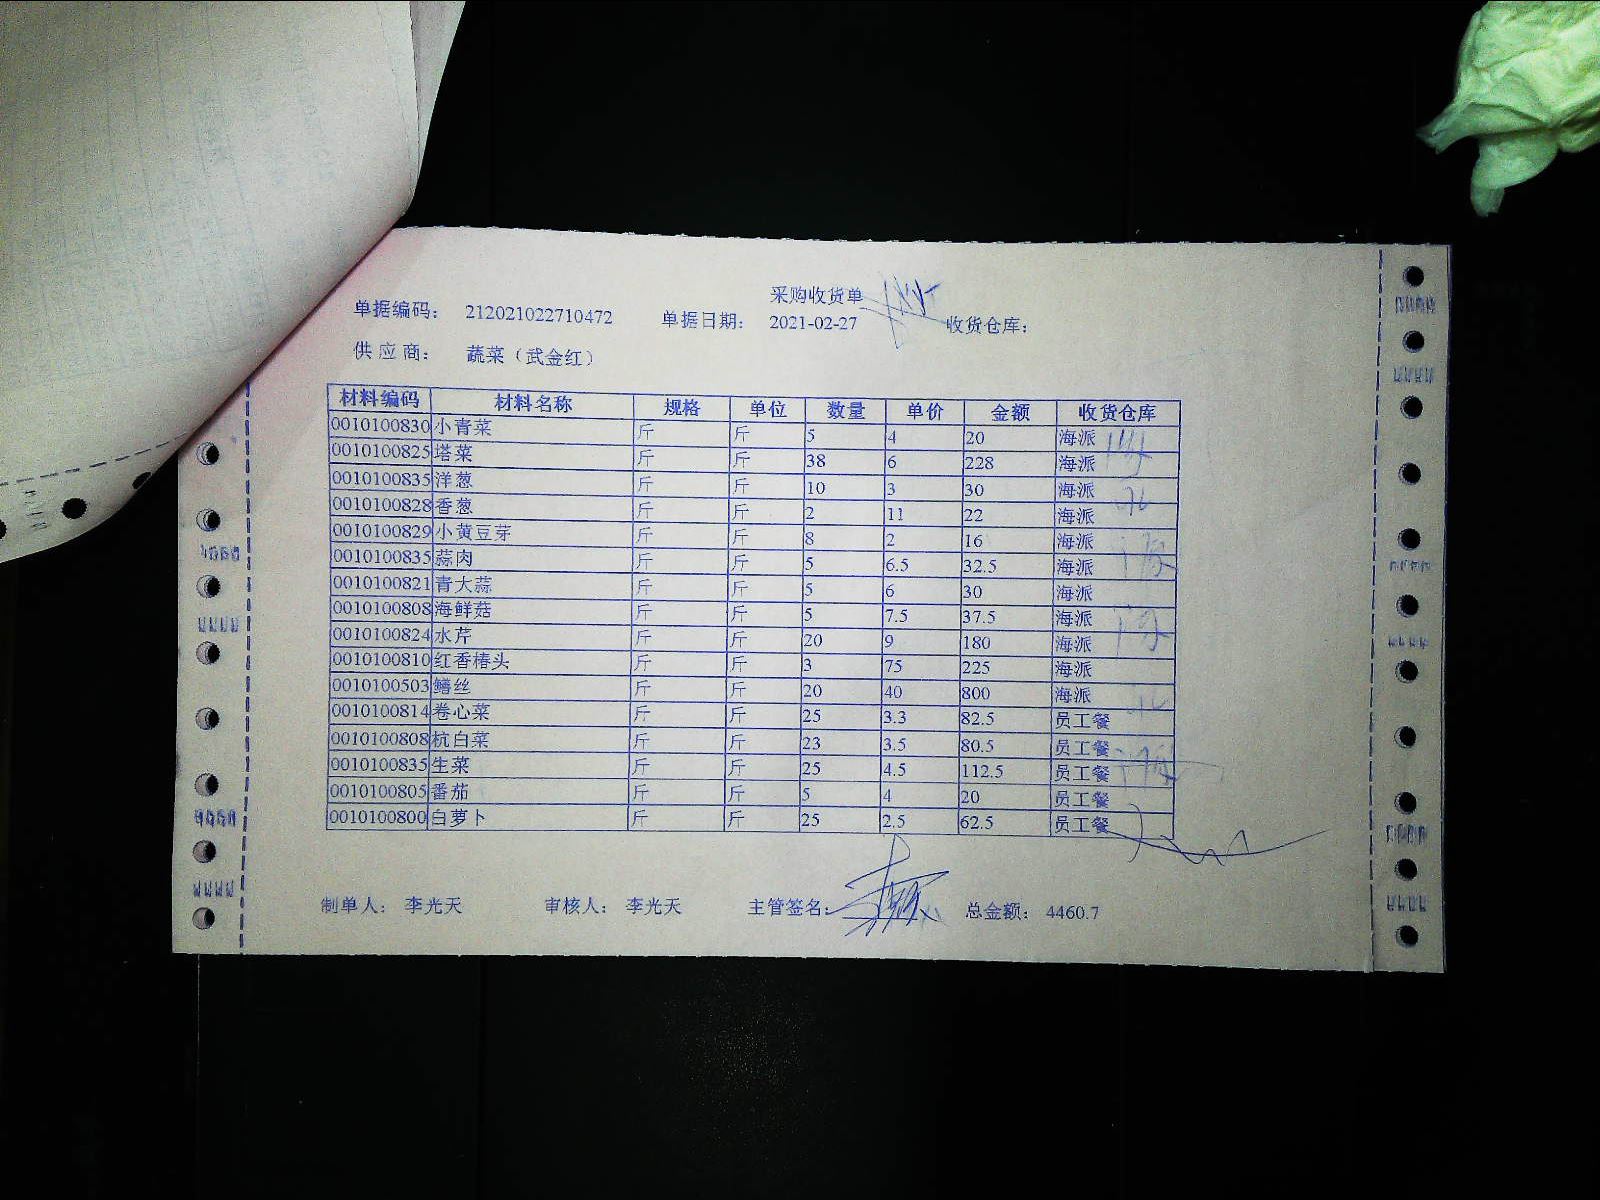 采购收货单
单据编码： 212021022710472 单据日期： 2021-02-27 收货仓库：
供 应 商： 蔬菜（武金红）
材料编码 材料名称 规格 单位 数量 单价 金额 收货仓库
0010100830 小青菜 斤 斤 5 4 20 海派
0010100825 塔菜 斤 斤 38 6 228 海派
0010100835 洋葱 斤 斤 10 3 30 海派
0010100828 香葱 斤 斤 2 11 22 海派
0010100829 小黄豆芽 斤 斤 8 2 16 海派
0010100835 蒜肉 斤 斤 5 6.5 32.5 海派
0010100821 青大蒜 斤 斤 5 6 30 海派
0010100808 海鲜菇 斤 斤 5 7.5 37.5 海派
0010100824 水芹 斤 斤 20 9 180 海派
0010100810 红香椿头 斤 斤 3 75 225 海派
0010100503 鳝丝 斤 斤 20 40 800 海派
0010100814 卷心菜 斤 斤 25 3.3 82.5 员工餐
0010100808 杭白菜 斤 斤 23 3.5 80.5 员工餐
0010100835 生菜 斤 斤 25 4.5 112.5 员工餐
0010100805 番茄 斤 斤 5 4 20 员工餐
0010100800 白萝卜 斤 斤 25 2.5 62.5 员工餐
制单人： 李光天 审核人： 李光天 主管签名： 总金额： 4460.7